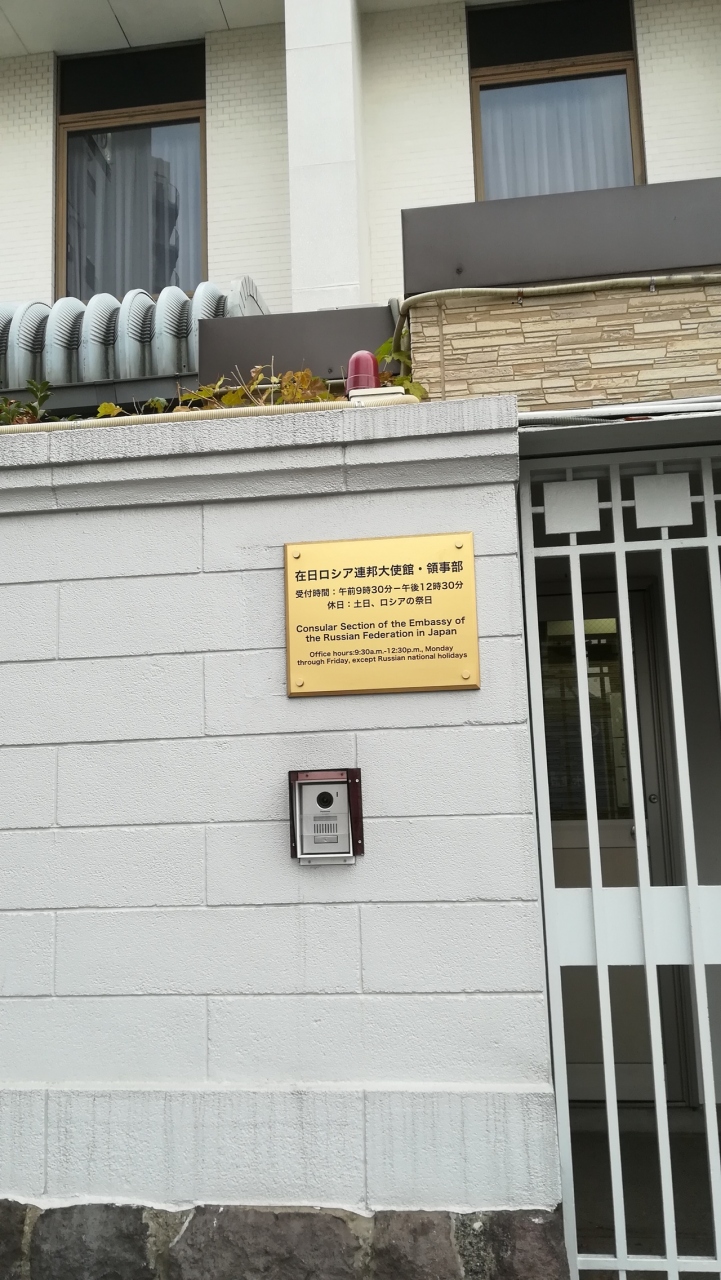 在日ロシア連邦大使館・領事部
受付時間：午前9時30分ー午後12時30分
休日：土日、ロシアの祭日
Consular Section of the Embassy of
the Russian Federation in Japan
Office hours:9:30a.m.-12:30p.m., Monday
through Friday, except Russian national holidays